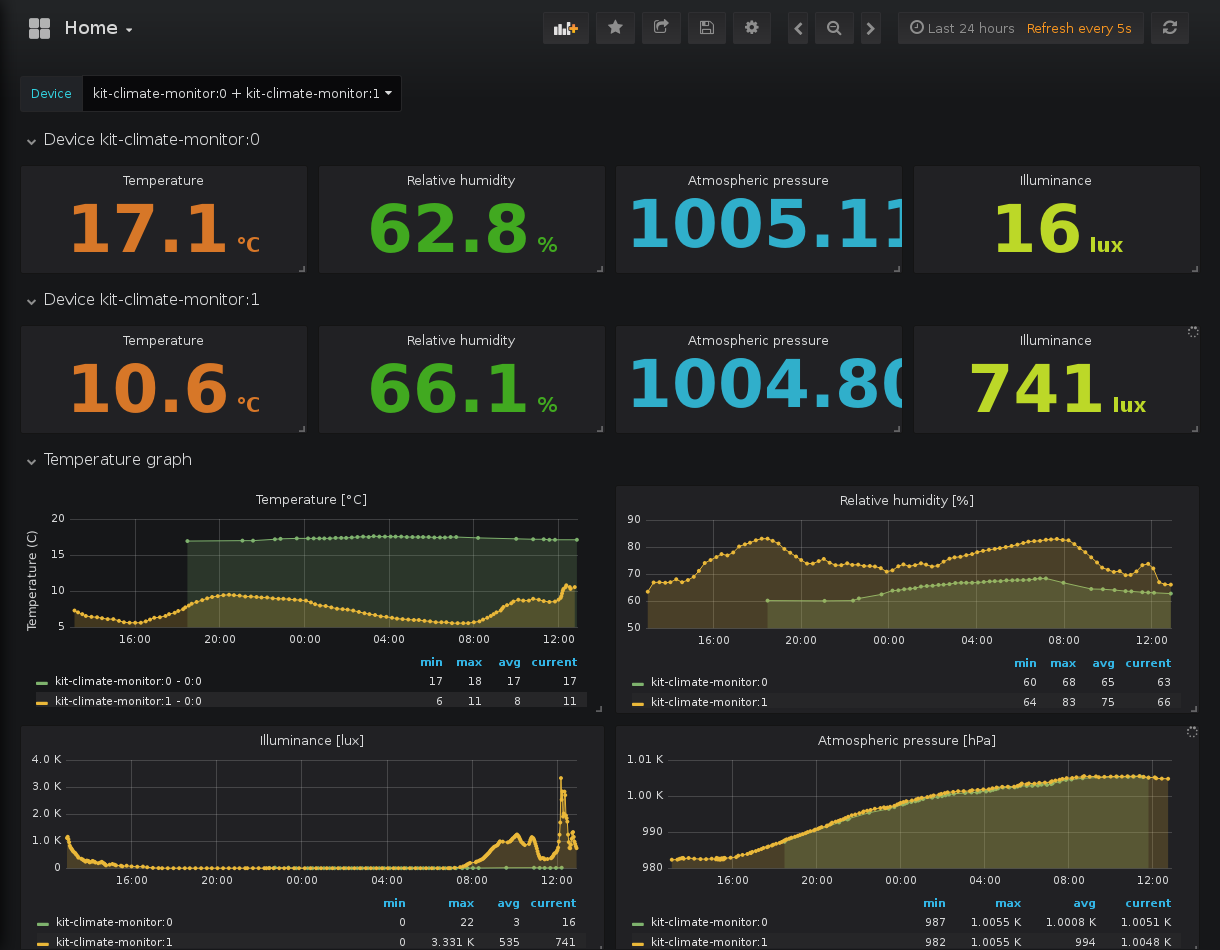 Home
Last 24 hours Refresh every 5s
Device kit-climate-monitor:0 + kit-climate-monitor:1
Device kit-climate-monitor:0
Temperature Relative humidity Atmospheric pressure Illuminance
17.1 °C 62.8 % 1005.11 16 lux
Device kit-climate-monitor:1
Temperature Relative humidity Atmospheric pressure Illuminance
10.6 °C 66.1 % 1004.80 741 lux
Temperature graph
Temperature [°C]
Temperature (C)
20
15
10
5
16:00 20:00 00:00 04:00 08:00 12:00
min max avg current
kit-climate-monitor:0 - 0:0 17 18 17 17
kit-climate-monitor:1 - 0:0 6 11 8 11
Relative humidity [%]
90
80
70
60
50
16:00 20:00 00:00 04:00 08:00 12:00
min max avg current
kit-climate-monitor:0 60 68 65 63
kit-climate-monitor:1 64 83 75 66
Illuminance [lux]
4.0 K
3.0 K
2.0 K
1.0 K
0
16:00 20:00 00:00 04:00 08:00 12:00
min max avg current
kit-climate-monitor:0 0 22 3 16
kit-climate-monitor:1 0 3.331 K 535 741
Atmospheric pressure [hPa]
1.01 K
1.00 K
990
980
16:00 20:00 00:00 04:00 08:00 12:00
min max avg current
kit-climate-monitor:0 987 1.0055 K 1.0008 K 1.0051 K
kit-climate-monitor:1 982 1.0055 K 994 1.0048 K